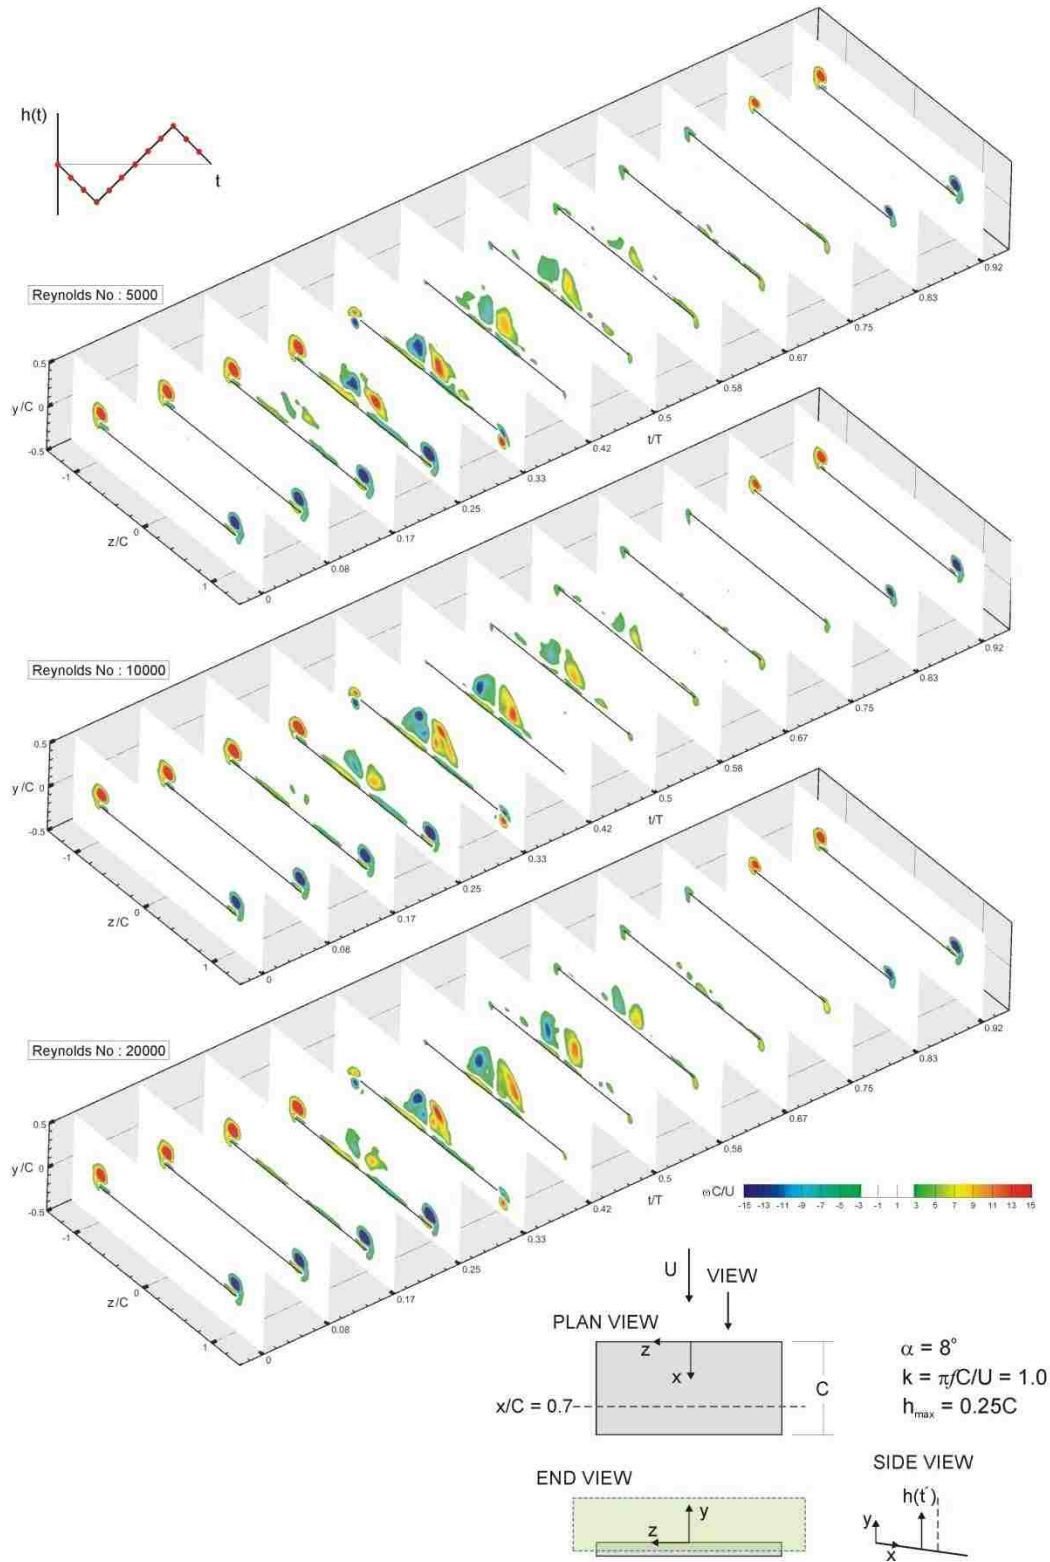 h(t)
t
Reynolds No : 5000
0.5
y/C 0
-0.5
-1
0
z/C
1
0
0.08
0.17
0.25
0.33
0.42
0.5
t/T
0.58
0.67
0.75
0.83
0.92
Reynolds No : 10000
0.5
y/C 0
-0.5
-1
0
z/C
1
0
0.08
0.17
0.25
0.33
0.42
0.5
t/T
0.58
0.67
0.75
0.83
0.92
Reynolds No : 20000
0.5
y/C 0
-0.5
-1
0
z/C
1
0
0.08
0.17
0.25
0.33
0.42
0.5
t/T
0.58
0.67
0.75
0.83
0.92
ωC/U
-15 -13 -11 -9 -7 -5 -3 -1 1 3 5 7 9 11 13 15
U
VIEW
PLAN VIEW
z
x
C
x/C = 0.7
α = 8°
k = πfC/U = 1.0
hmax = 0.25C
END VIEW
y
z
SIDE VIEW
h(t)
y
x